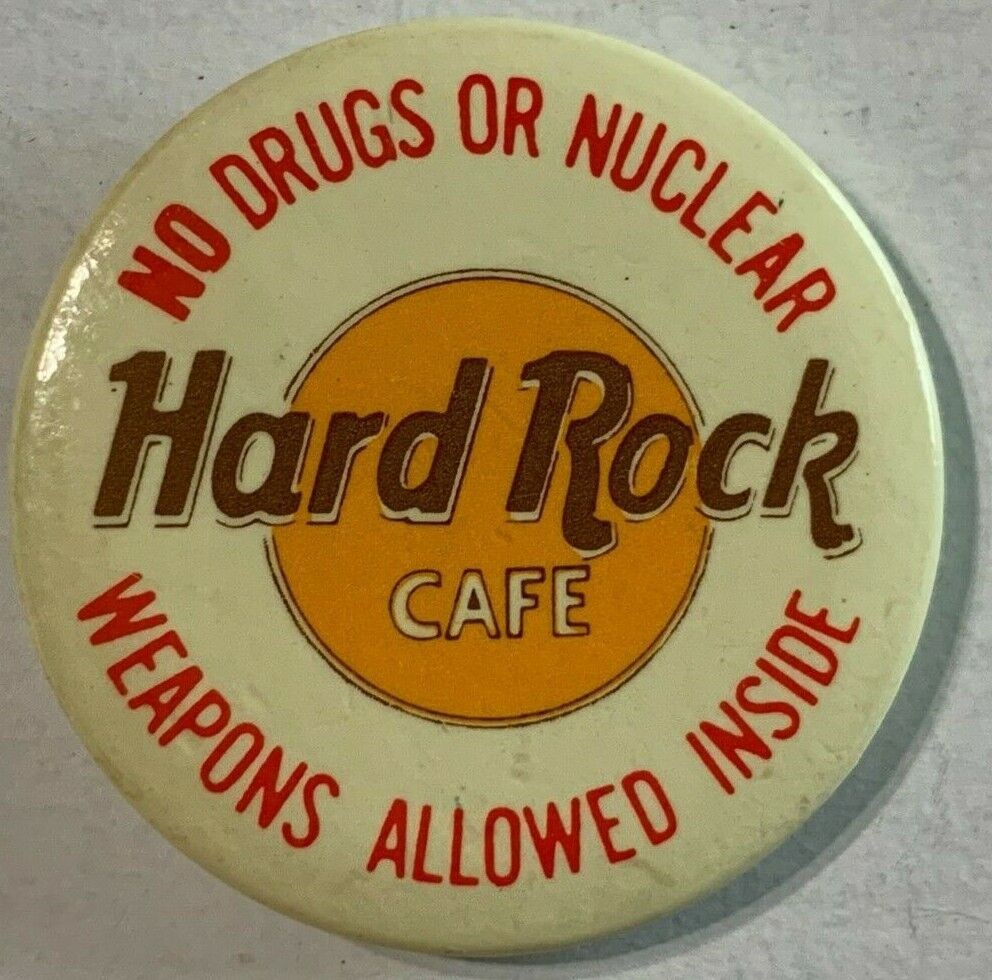 NO DRUGS OR NUCLEAR
Hard Rock
CAFE
WEAPONS ALLOWED INSIDE